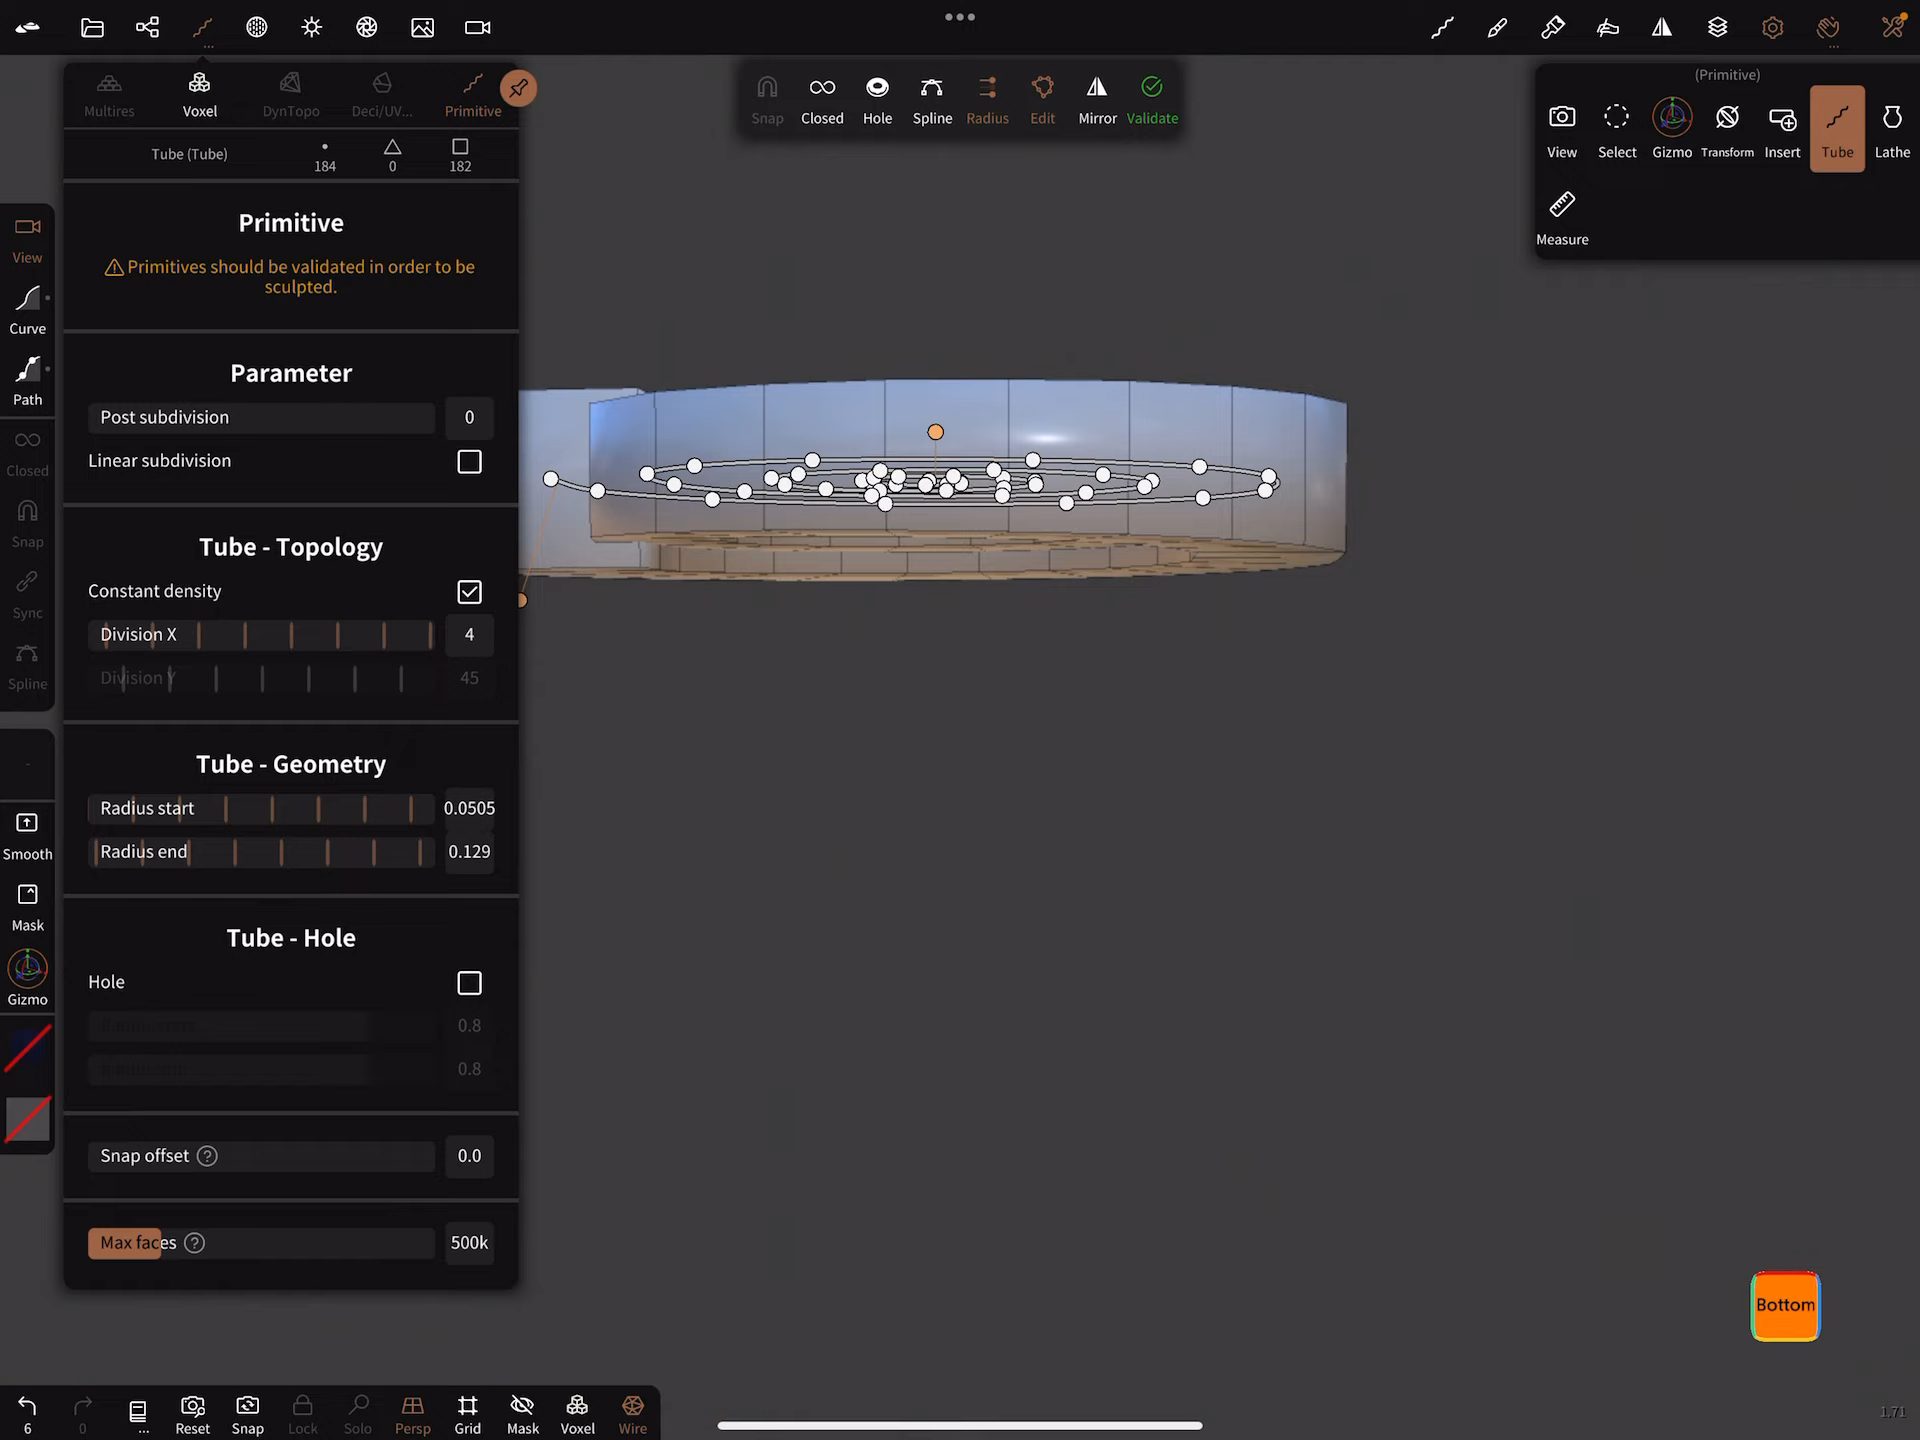 Multires
Voxel
DynTopo
Deci/UV...
Primitive
Tube (Tube)
184
0
182
Primitive
Primitives should be validated in order to be
sculpted.
Parameter
Post subdivision
0
Linear subdivision
Tube - Topology
Constant density
Division X
4
Division Y
45
Tube - Geometry
Radius start
0.0505
Radius end
0.129
Tube - Hole
Hole
0.8
0.8
Snap offset ?
0.0
Max faces ?
500k
View
Curve
Path
Closed
Snap
Sync
Spline
-
Smooth
Mask
Gizmo
Snap
Closed
Hole
Spline
Radius
Edit
Mirror
Validate
(Primitive)
View
Select
Gizmo
Transform
Insert
Tube
Lathe
Measure
Bottom
6
0
...
Reset
Snap
Lock
Solo
Persp
Grid
Mask
Voxel
Wire
1.71